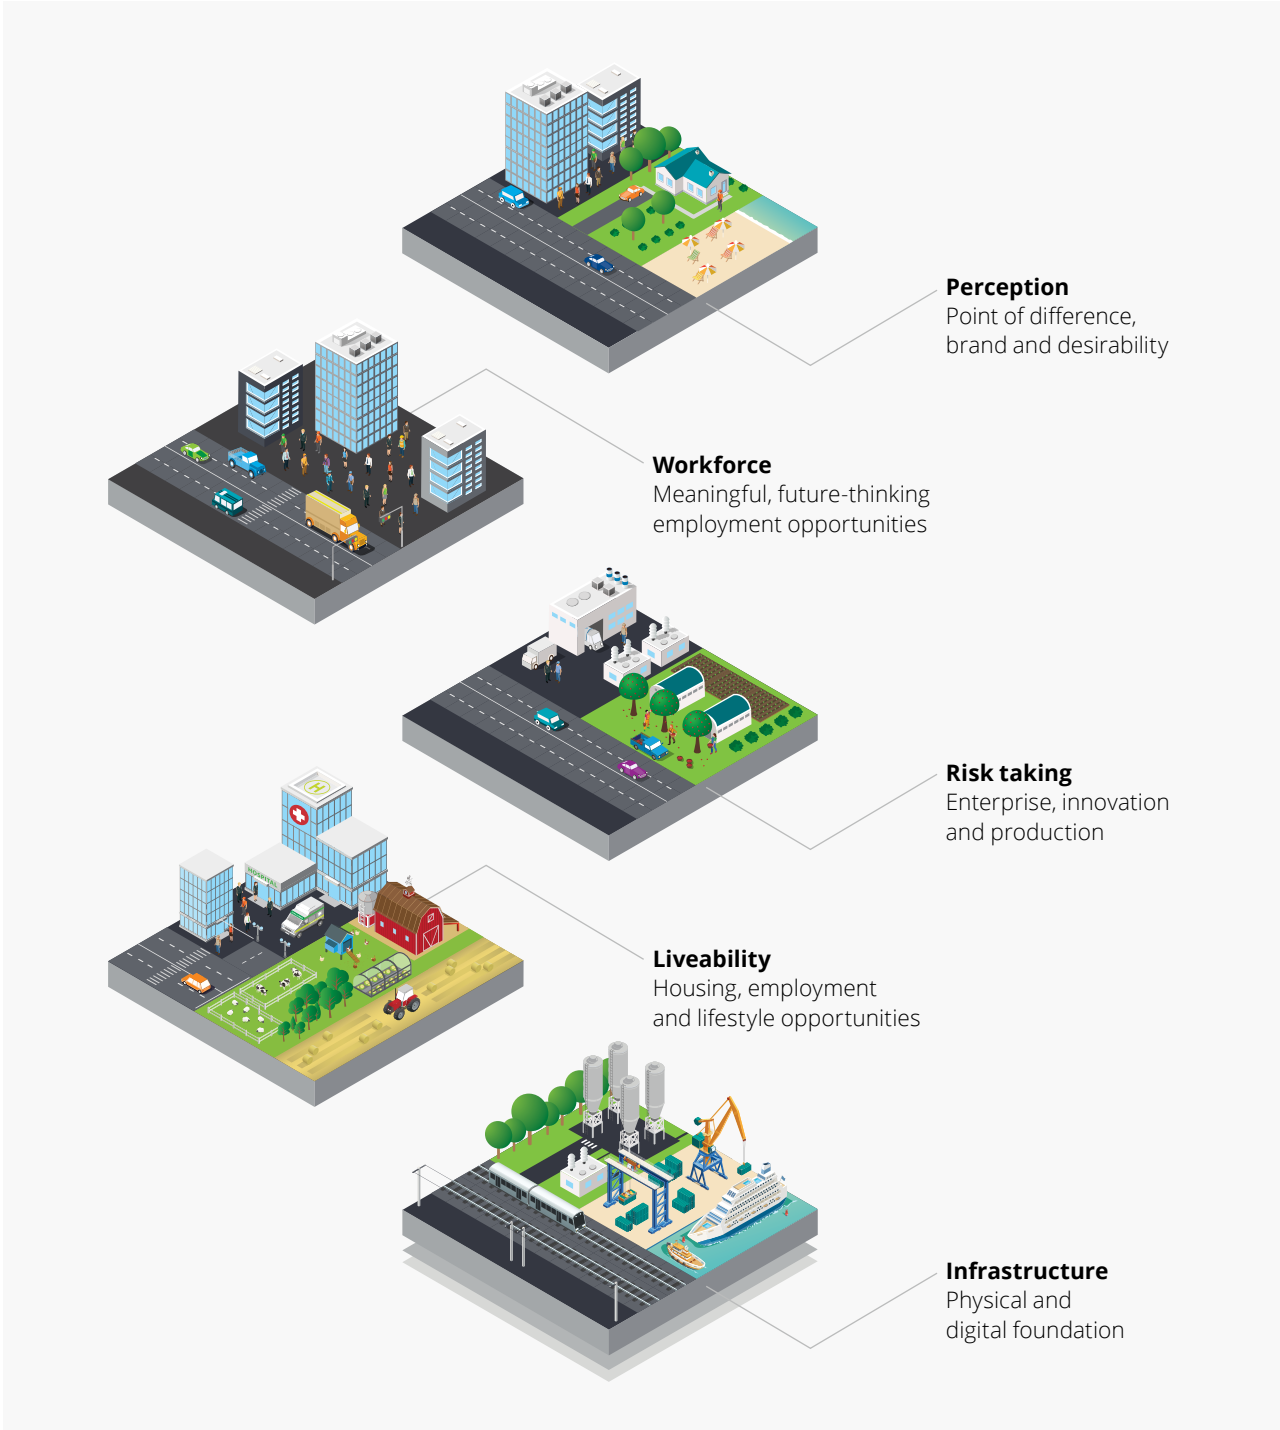 Perception
Point of difference,
brand and desirability
Workforce
Meaningful, future-thinking
employment opportunities
Risk taking
Enterprise, innovation
and production
H
HOSPITAL
Liveability
Housing, employment
and lifestyle opportunities
Infrastructure
Physical and
digital foundation